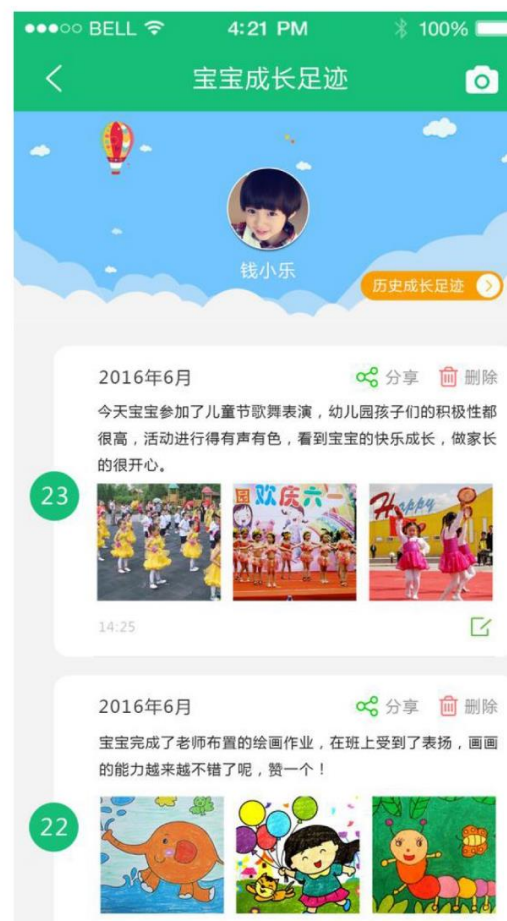 BELL 4:21 PM 100%
宝宝成长足迹
钱小乐
历史成长足迹
2016年6月 分享 删除
今天宝宝参加了儿童节歌舞表演，幼儿园孩子们的积极性都
很高，活动进行得有声有色，看到宝宝的快乐成长，做家长
的很开心。
23
园欢庆六一
Happy
14:25
2016年6月 分享 删除
宝宝完成了老师布置的绘画作业，在班上受到了表扬，画画
的能力越来越不错了呢，赞一个！
22